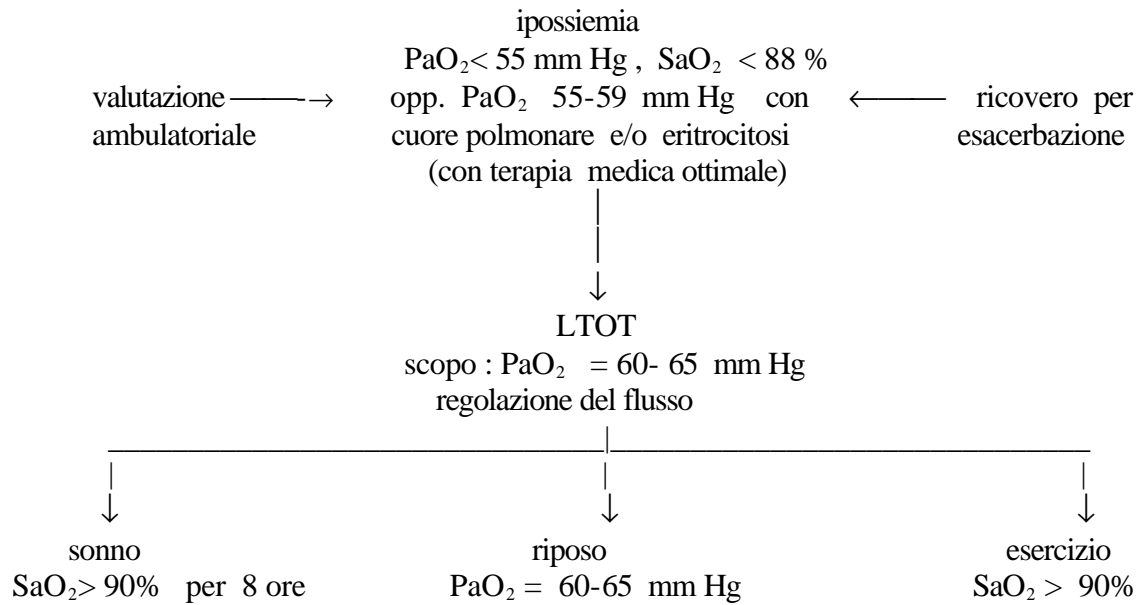 ipossiemia
PaO₂< 55 mm Hg , SaO₂ < 88 %
valutazione ———-→ opp. PaO₂ 55-59 mm Hg con ←——— ricovero per
ambulatoriale cuore polmonare e/o eritrocitosi esacerbazione
(con terapia medica ottimale)
LTOT
scopo : PaO₂ = 60- 65 mm Hg
regolazione del flusso
sonno riposo esercizio
SaO₂> 90% per 8 ore PaO₂ = 60-65 mm Hg SaO₂ > 90%